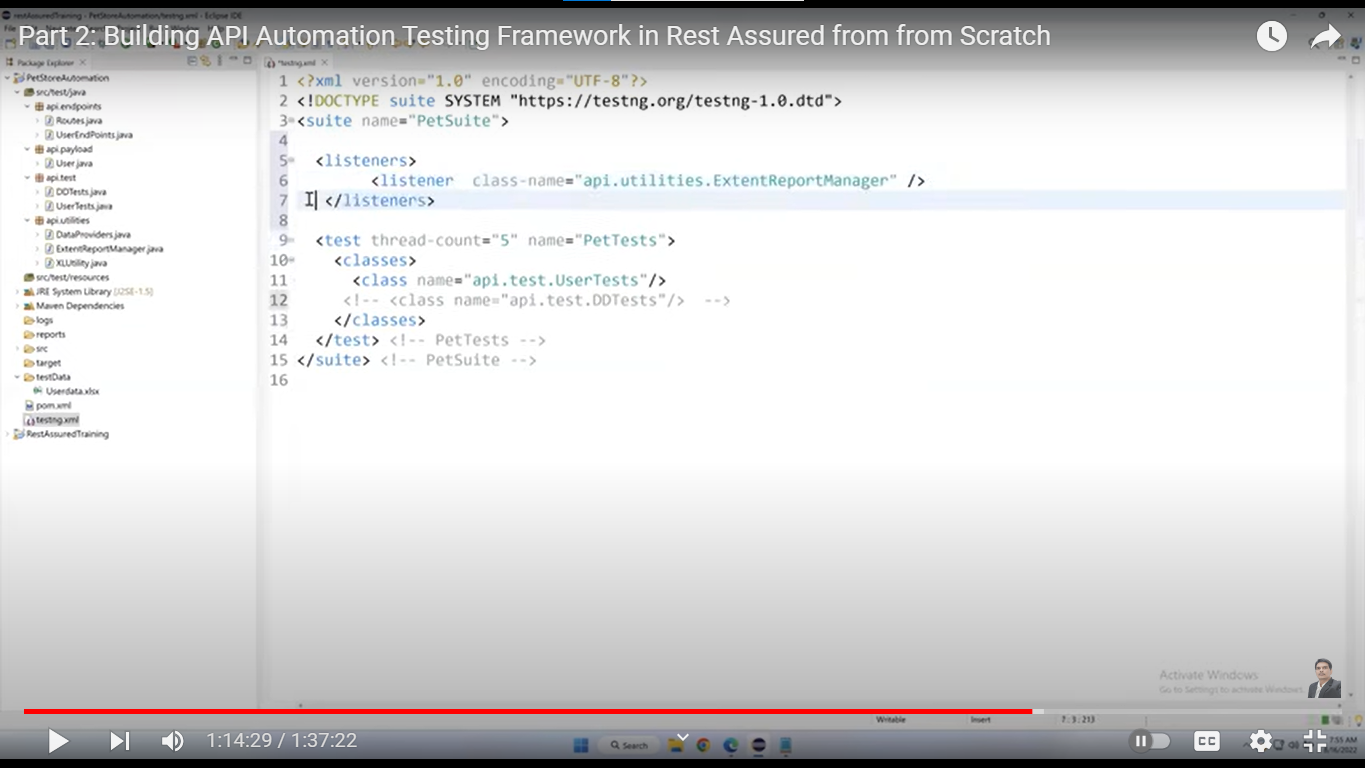 restAssuredTraining - PetStoreAutomation/testng.xml - Eclipse IDE
Part 2: Building API Automation Testing Framework in Rest Assured from from Scratch
Package Explorer
PetStoreAutomation
src/test/java
api.endpoints
Routes.java
UserEndPoints.java
api.payload
User.java
api.test
DDTests.java
UserTests.java
api.utilities
DataProviders.java
ExtentReportManager.java
XLUtility.java
src/test/resources
JRE System Library [J2SE-1.5]
Maven Dependencies
logs
reports
src
target
testData
Userdata.xlsx
pom.xml
testng.xml
RestAssuredTraining
*testng.xml
1 <?xml version="1.0" encoding="UTF-8"?>
2 <!DOCTYPE suite SYSTEM "https://testng.org/testng-1.0.dtd">
3 <suite name="PetSuite">
4
5 <listeners>
6 <listener class-name="api.utilities.ExtentReportManager" />
7 </listeners>
8
9 <test thread-count="5" name="PetTests">
10 <classes>
11 <class name="api.test.UserTests"/>
12 <!-- <class name="api.test.DDTests"/> -->
13 </classes>
14 </test> <!-- PetTests -->
15 </suite> <!-- PetSuite -->
16
Activate Windows
Go to Settings to activate Windows.
Writable Insert 7 : 3 : 213
1:14:29 / 1:37:22
Search
CC
7:55 AM